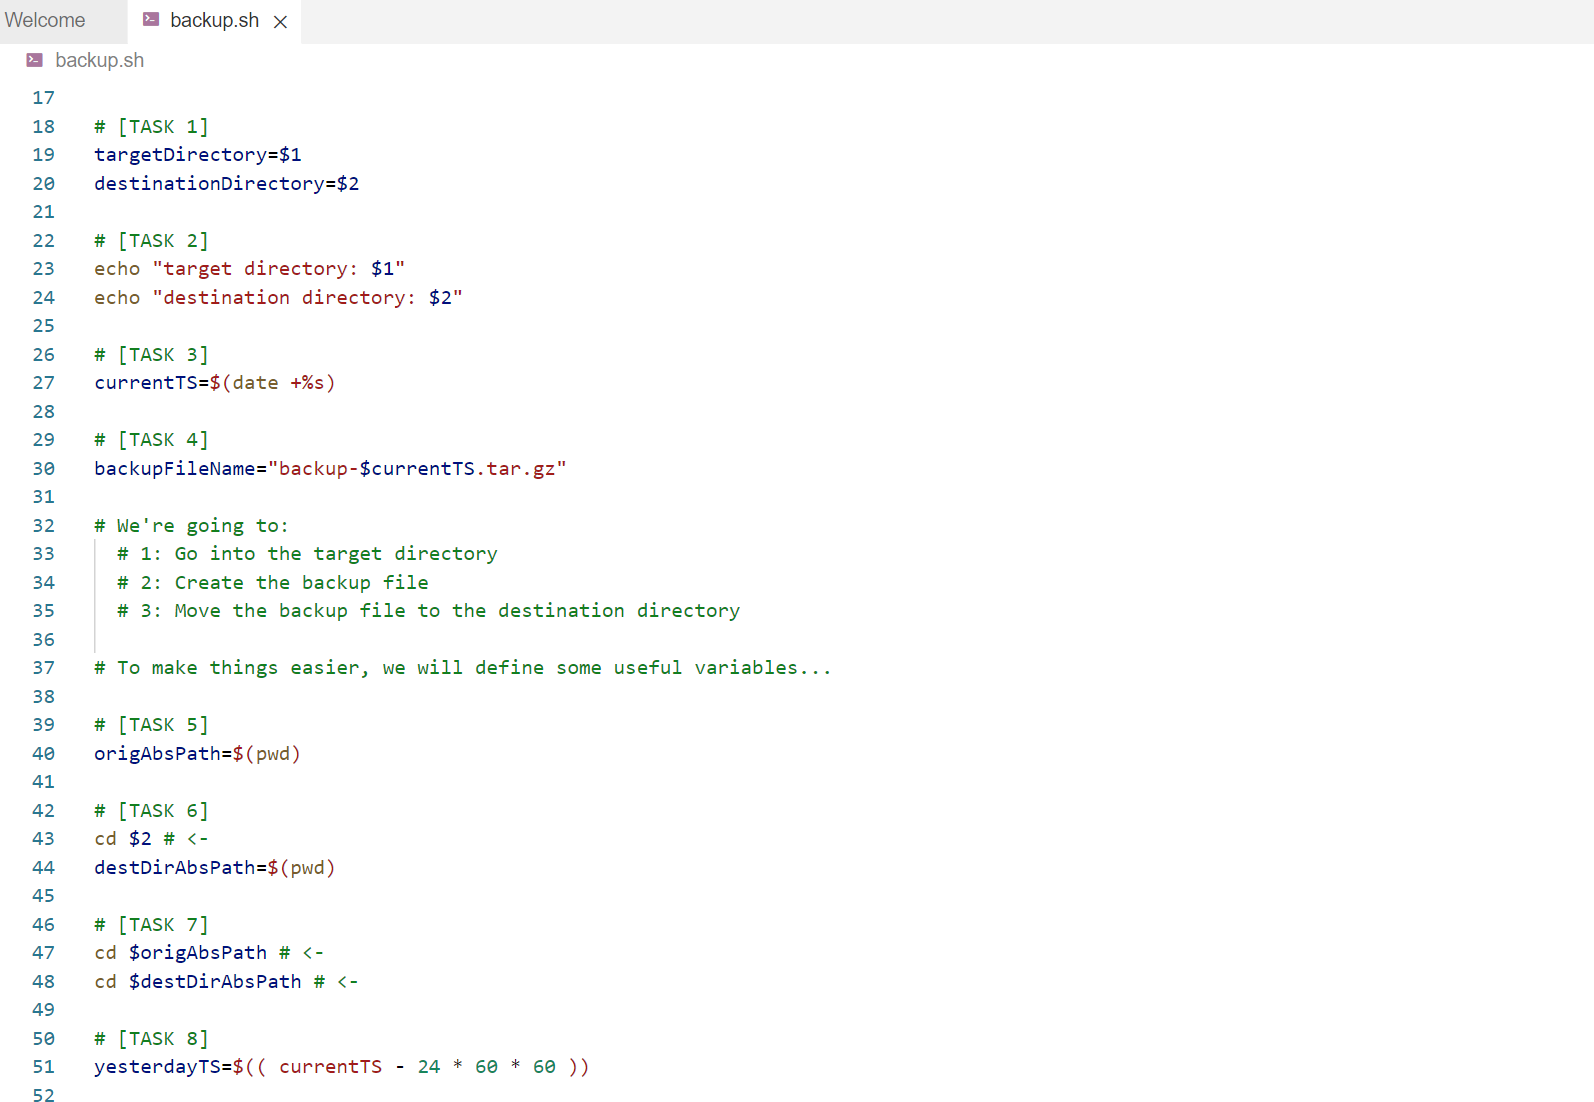 Welcome
backup.sh
backup.sh
17
18 # [TASK 1]
19 targetDirectory=$1
20 destinationDirectory=$2
21
22 # [TASK 2]
23 echo "target directory: $1"
24 echo "destination directory: $2"
25
26 # [TASK 3]
27 currentTS=$(date +%s)
28
29 # [TASK 4]
30 backupFileName="backup-$currentTS.tar.gz"
31
32 # We're going to:
33 # 1: Go into the target directory
34 # 2: Create the backup file
35 # 3: Move the backup file to the destination directory
36
37 # To make things easier, we will define some useful variables...
38
39 # [TASK 5]
40 origAbsPath=$(pwd)
41
42 # [TASK 6]
43 cd $2 # <-
44 destDirAbsPath=$(pwd)
45
46 # [TASK 7]
47 cd $origAbsPath # <-
48 cd $destDirAbsPath # <-
49
50 # [TASK 8]
51 yesterdayTS=$(( currentTS - 24 * 60 * 60 ))
52